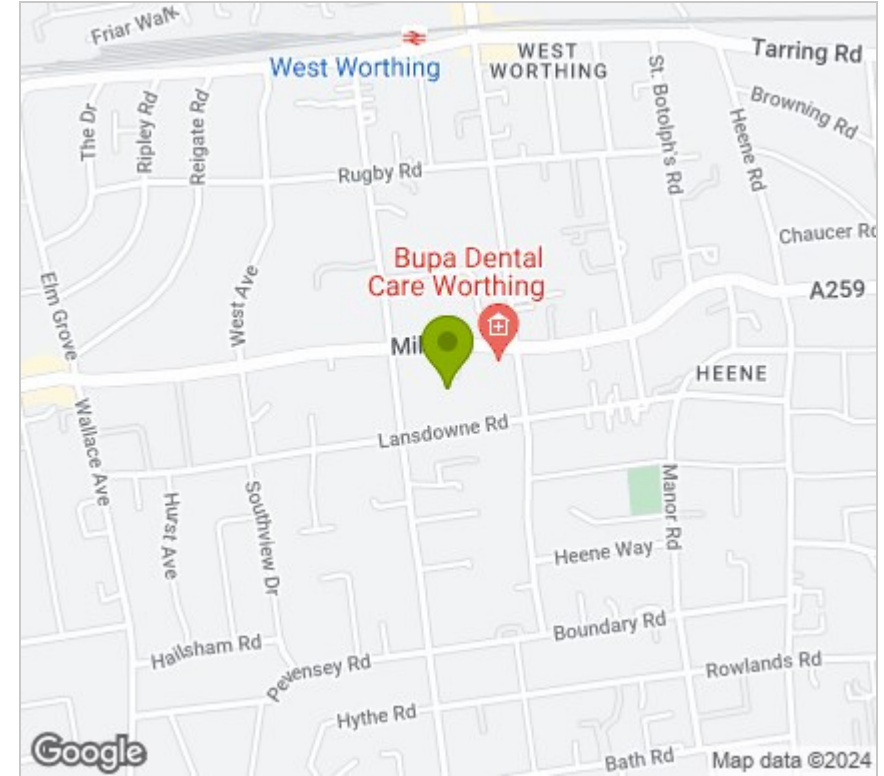 Friar Walk
West Worthing
WEST
WORTHING
Tarring Rd
The Dr
Ripley Rd
Reigate Rd
St. Botolph's Rd
Heene Rd
Browning Rd
Rugby Rd
Chaucer Rd
Elm Grove
West Ave
Bupa Dental
Care Worthing
A259
Mil
HEENE
Wallace Ave
Lansdowne Rd
Hurst Ave
Southview Dr
Manor Rd
Heene Way
Boundary Rd
Hailsham Rd
Pevensey Rd
Rowlands Rd
Hythe Rd
Bath Rd
Google
Map data ©2024